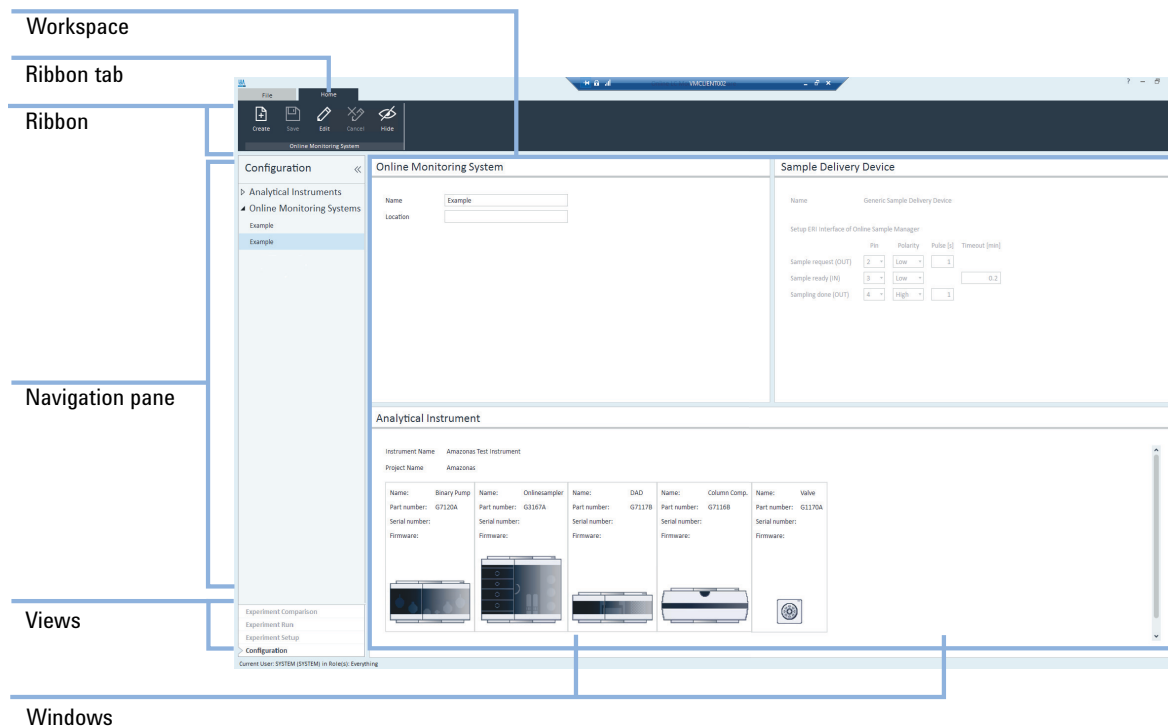 Workspace
Ribbon tab
Ribbon
Navigation pane
Views
Windows
VMCLIENT002
File
Home
Create
Save
Edit
Cancel
Hide
Online Monitoring System
Configuration
Analytical Instruments
Online Monitoring Systems
Example
Example
Experiment Comparison
Experiment Run
Experiment Setup
Configuration
Current User: SYSTEM (SYSTEM) in Role(s): Everything
Online Monitoring System
Name Example
Location
Sample Delivery Device
Name Generic Sample Delivery Device
Setup ERI Interface of Online Sample Manager
Pin Polarity Pulse [s] Timeout [min]
Sample request (OUT) 2 Low 1
Sample ready (IN) 3 Low 0.2
Sampling done (OUT) 4 High 1
Analytical Instrument
Instrument Name Amazonas Test Instrument
Project Name Amazonas
Name: Binary Pump Name: Onlinesampler Name: DAD Name: Column Comp. Name: Valve
Part number: G7120A Part number: G3167A Part number: G7117B Part number: G7116B Part number: G1170A
Serial number: Serial number: Serial number: Serial number: Serial number:
Firmware: Firmware: Firmware: Firmware: Firmware: